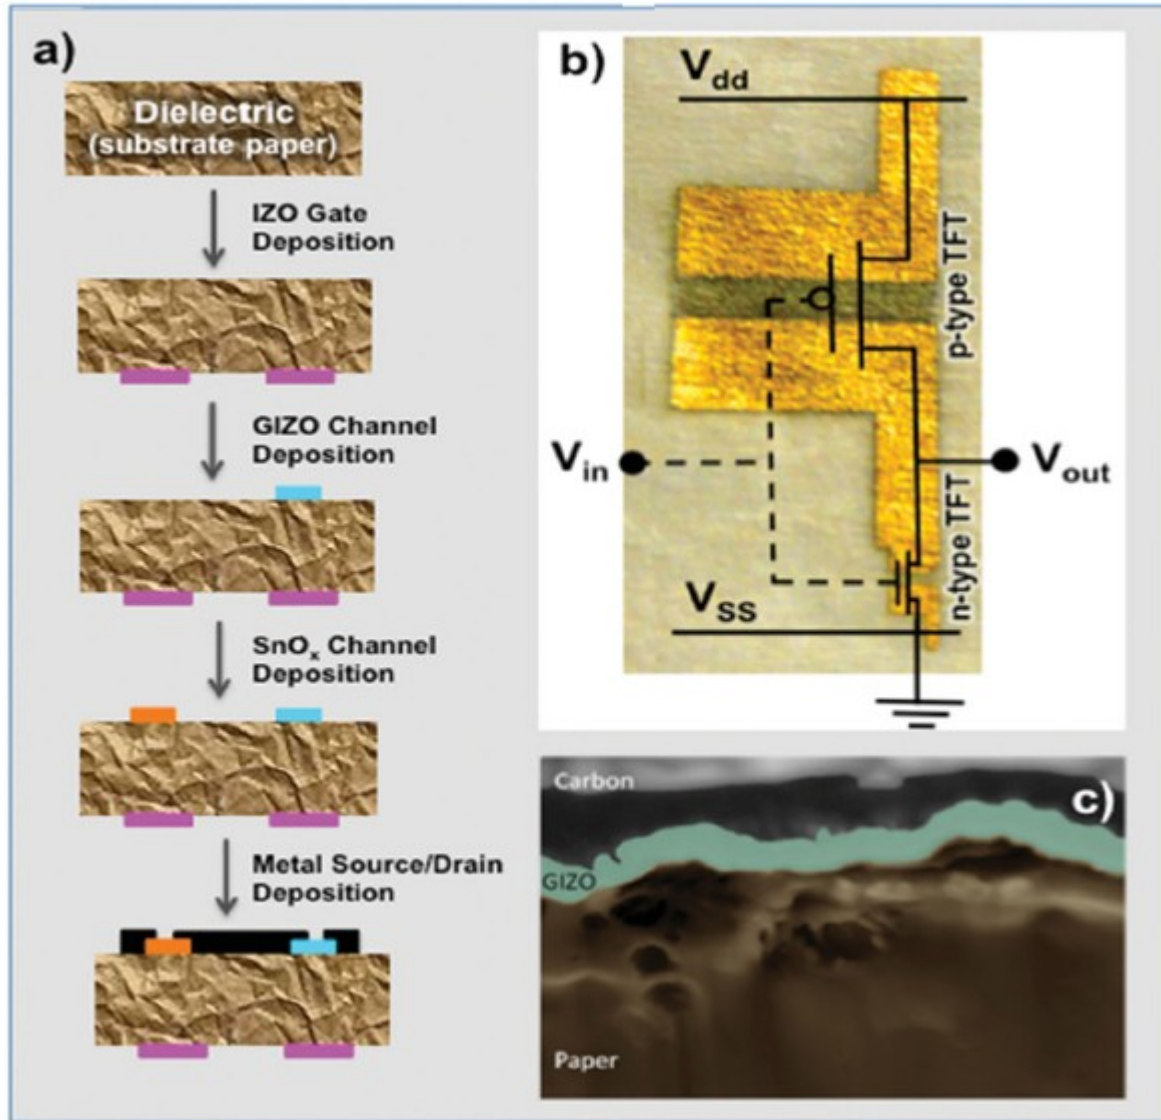 a)
Dielectric
(substrate paper)
IZO Gate
Deposition
GIZO Channel
Deposition
SnOₓ Channel
Deposition
Metal Source/Drain
Deposition
b)
Vdd
p-type TFT
Vin
Vout
n-type TFT
VSS
Carbon
c)
GIZO
Paper